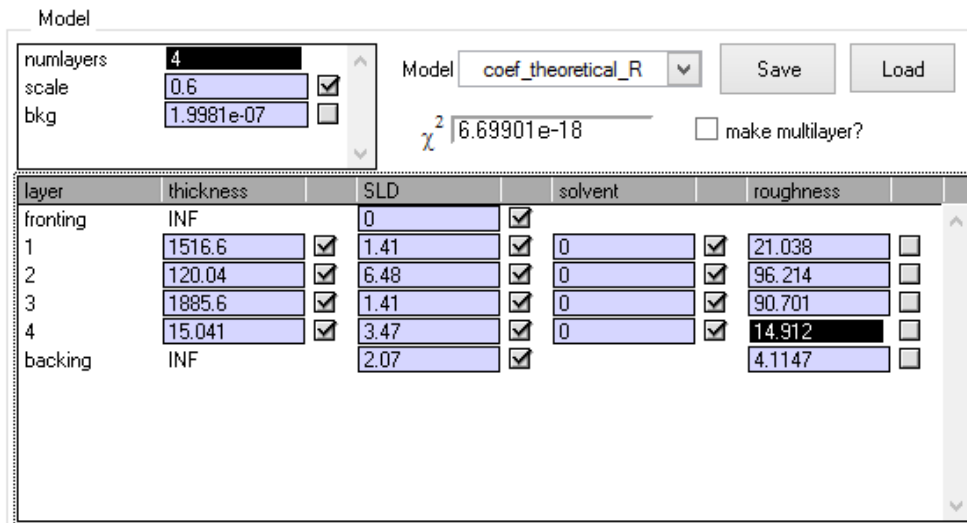 Model
numlayers 4
scale 0.6
bkg 1.9981e-07
Model coef_theoretical_R Save Load
χ2 6.69901e-18 make multilayer?
layer thickness SLD solvent roughness
fronting INF 0
1 1516.6 1.41 0 21.038
2 120.04 6.48 0 96.214
3 1885.6 1.41 0 90.701
4 15.041 3.47 0 14.912
backing INF 2.07 4.1147